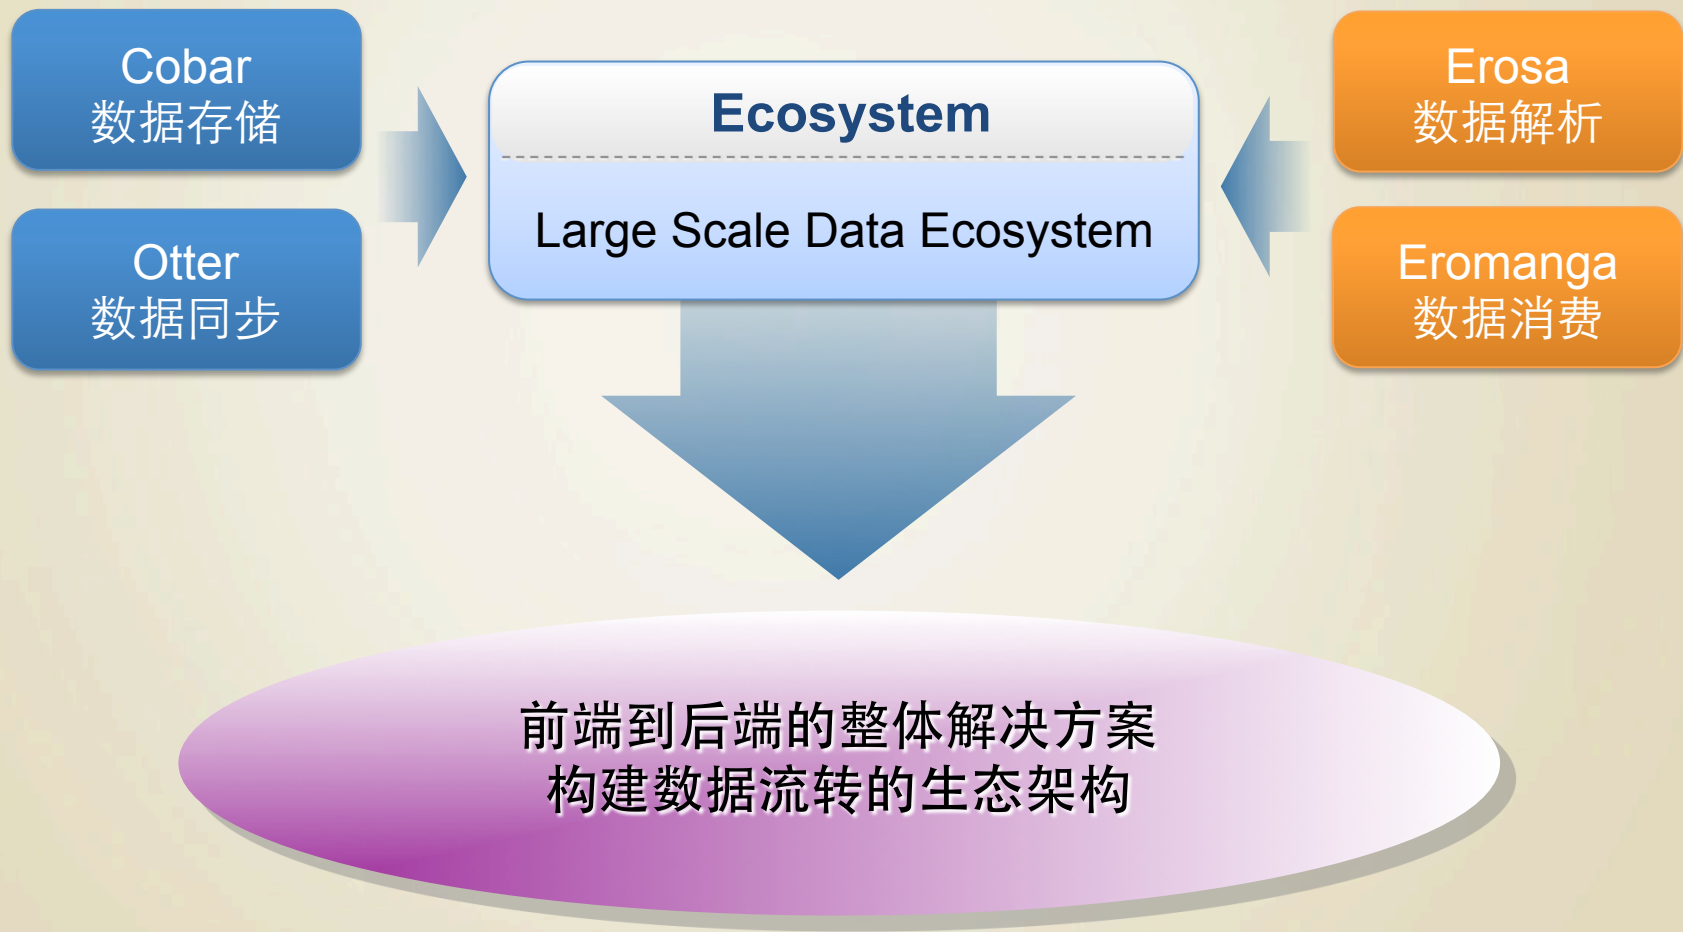 Cobar
数据存储
Otter
数据同步
Ecosystem
Large Scale Data Ecosystem
Erosa
数据解析
Eromanga
数据消费
前端到后端的整体解决方案
构建数据流转的生态架构